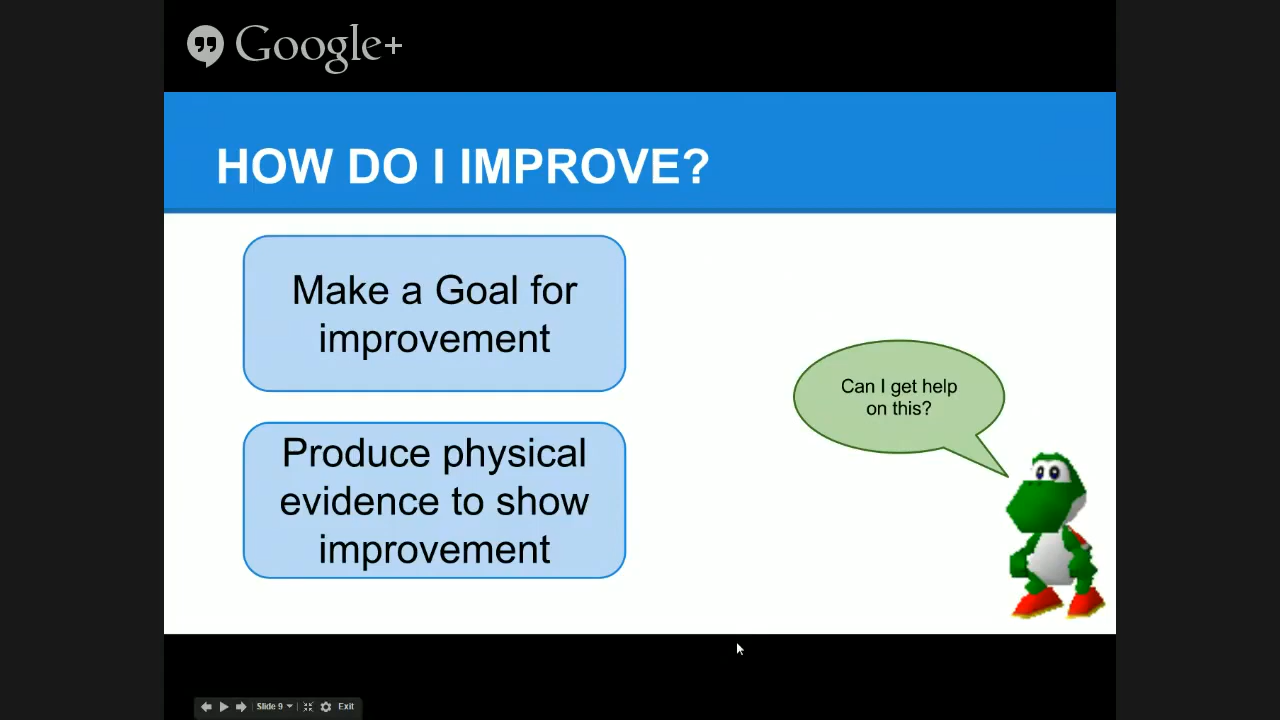 Google+
HOW DO I IMPROVE?
Make a Goal for
improvement
Produce physical
evidence to show
improvement
Can I get help
on this?
Slide 9
Exit